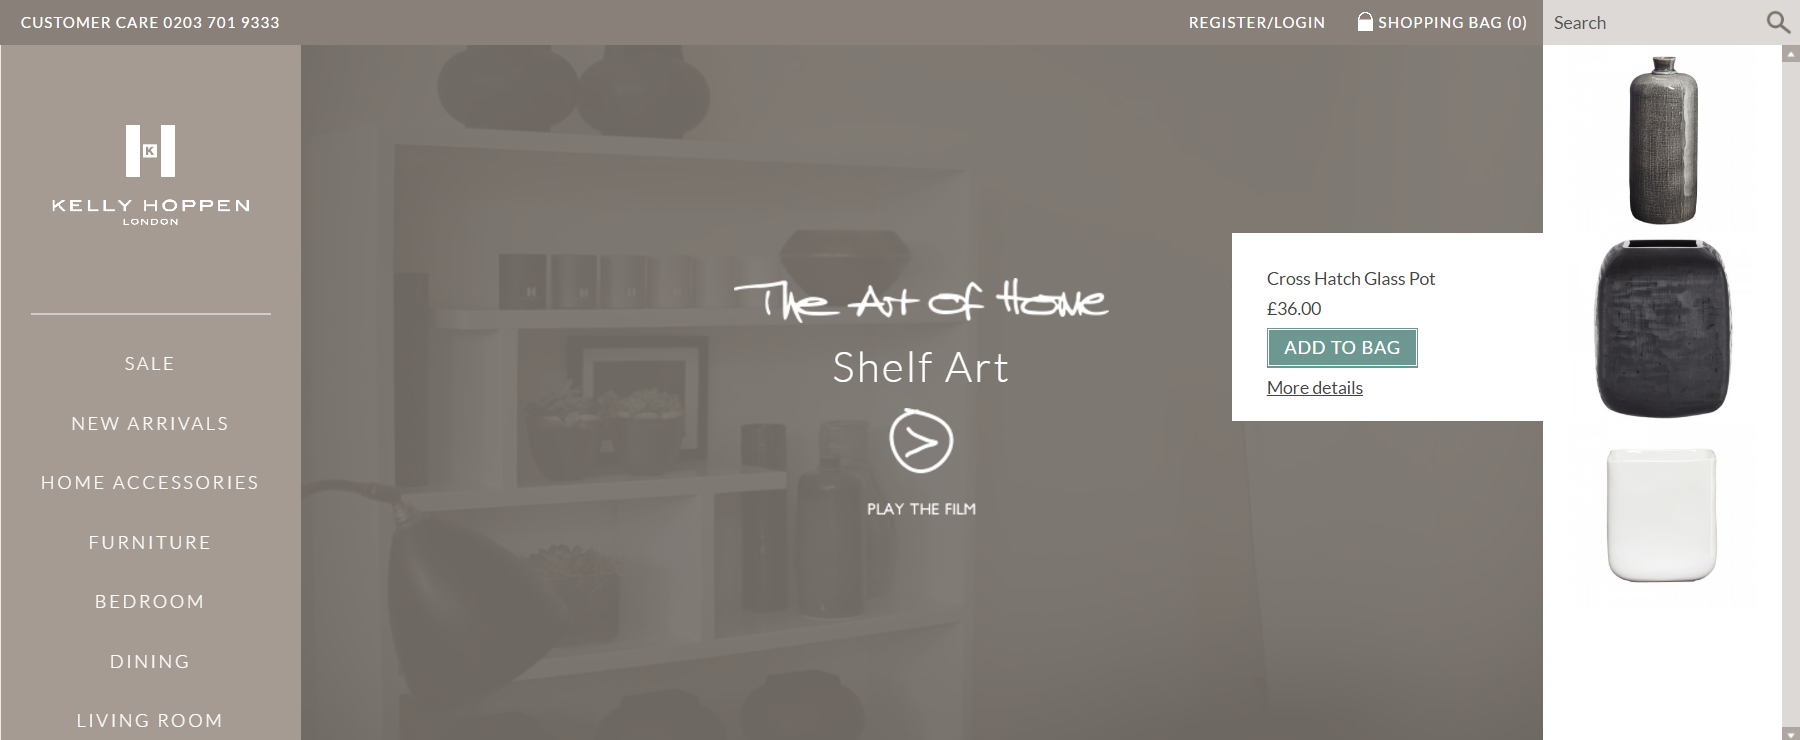 CUSTOMER CARE 0203 701 9333
REGISTER/LOGIN
SHOPPING BAG (0)
Search
H
K
KELLY HOPPEN
LONDON
SALE
NEW ARRIVALS
HOME ACCESSORIES
FURNITURE
BEDROOM
DINING
LIVING ROOM
The Art of Home
Shelf Art
>
PLAY THE FILM
Cross Hatch Glass Pot
£36.00
ADD TO BAG
More details